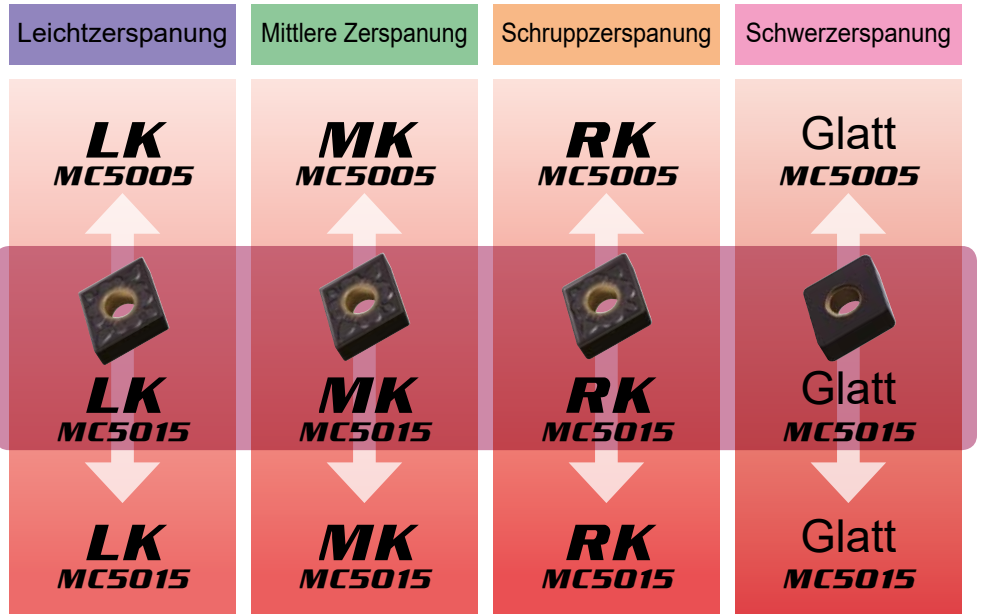 Leichtzerspanung
Mittlere Zerspanung
Schruppzerspanung
Schwerzerspanung
LK
MC5005
MK
MC5005
RK
MC5005
Glatt
MC5005
LK
MC5015
MK
MC5015
RK
MC5015
Glatt
MC5015
LK
MC5015
MK
MC5015
RK
MC5015
Glatt
MC5015